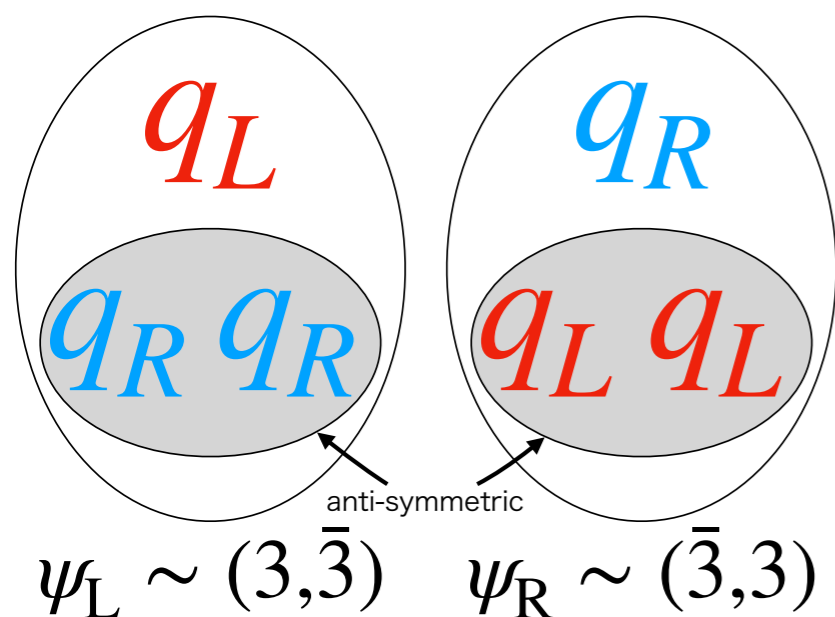 q_L q_R
q_R q_R q_L q_L
anti-symmetric
ψ_L ~ (3,3̄) ψ_R ~ (3̄,3)